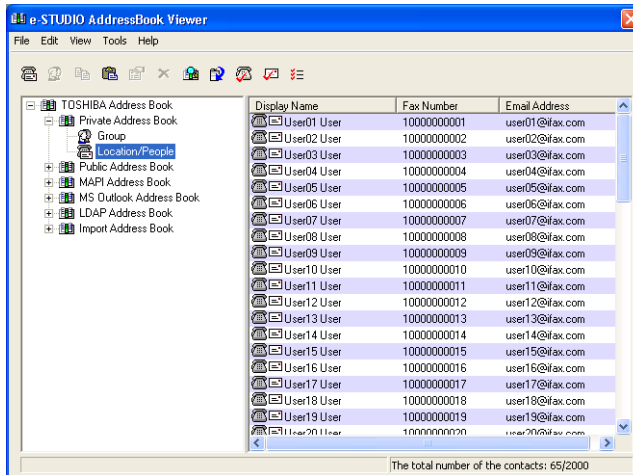 e-STUDIO AddressBook Viewer
File Edit View Tools Help
TOSHIBA Address Book
Private Address Book
Group
Location/People
Public Address Book
MAPI Address Book
MS Outlook Address Book
LDAP Address Book
Import Address Book
Display Name Fax Number Email Address
User01 User 10000000001 user01@ifax.com
User02 User 10000000002 user02@ifax.com
User03 User 10000000003 user03@ifax.com
User04 User 10000000004 user04@ifax.com
User05 User 10000000005 user05@ifax.com
User06 User 10000000006 user06@ifax.com
User07 User 10000000007 user07@ifax.com
User08 User 10000000008 user08@ifax.com
User09 User 10000000009 user09@ifax.com
User10 User 10000000010 user10@ifax.com
User11 User 10000000011 user11@ifax.com
User12 User 10000000012 user12@ifax.com
User13 User 10000000013 user13@ifax.com
User14 User 10000000014 user14@ifax.com
User15 User 10000000015 user15@ifax.com
User16 User 10000000016 user16@ifax.com
User17 User 10000000017 user17@ifax.com
User18 User 10000000018 user18@ifax.com
User19 User 10000000019 user19@ifax.com
User20 User 10000000020 user20@ifax.com
The total number of the contacts: 65/2000